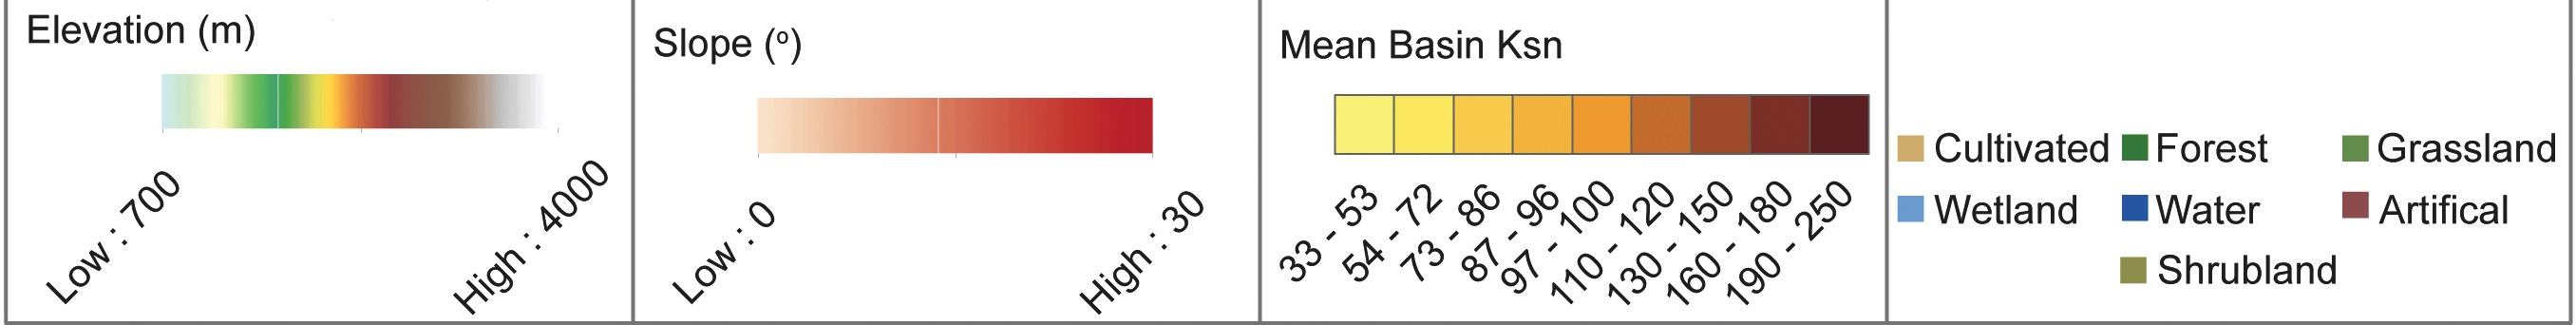 Elevation (m)
Low : 700
High : 4000
Slope (º)
Low : 0
High : 30
Mean Basin Ksn
33 - 53
54 - 72
73 - 86
87 - 96
97 - 100
110 - 120
130 - 150
160 - 180
190 - 250
Cultivated Forest Grassland
Wetland Water Artifical
Shrubland